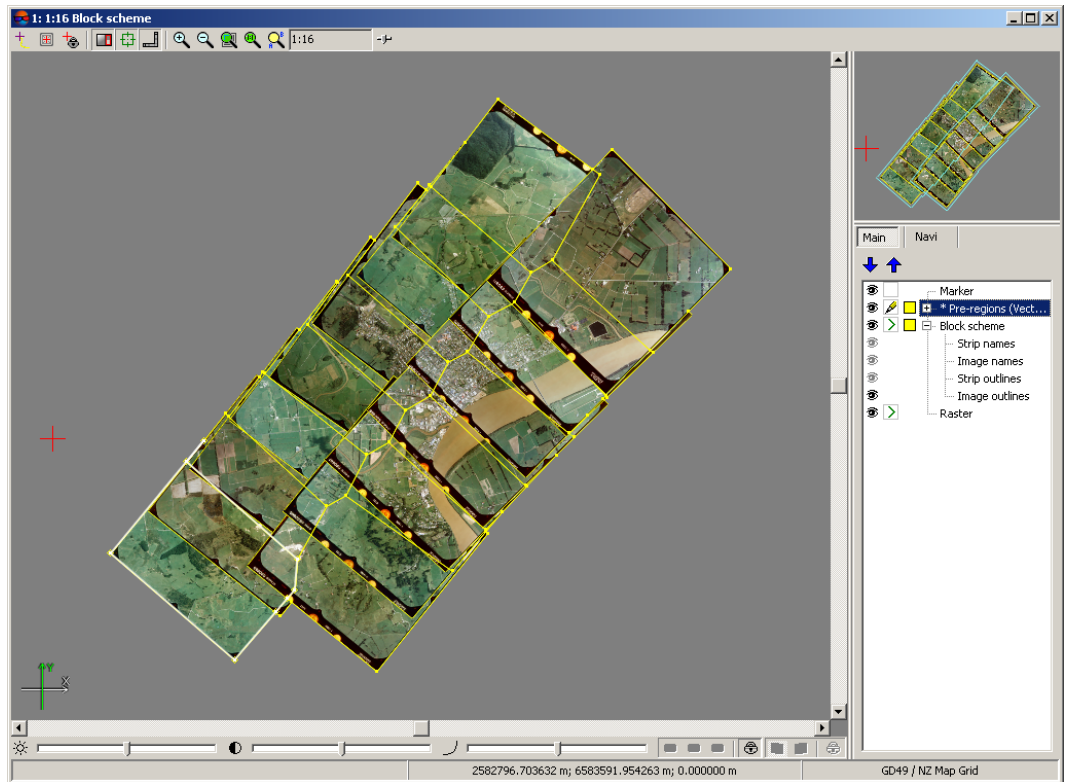 1: 1:16 Block scheme
1:16
Main
Navi
Marker
* Pre-regions (Vect...
Block scheme
Strip names
Image names
Strip outlines
Image outlines
Raster
Y
X
2582796.703632 m; 6583591.954263 m; 0.000000 m
GD49 / NZ Map Grid